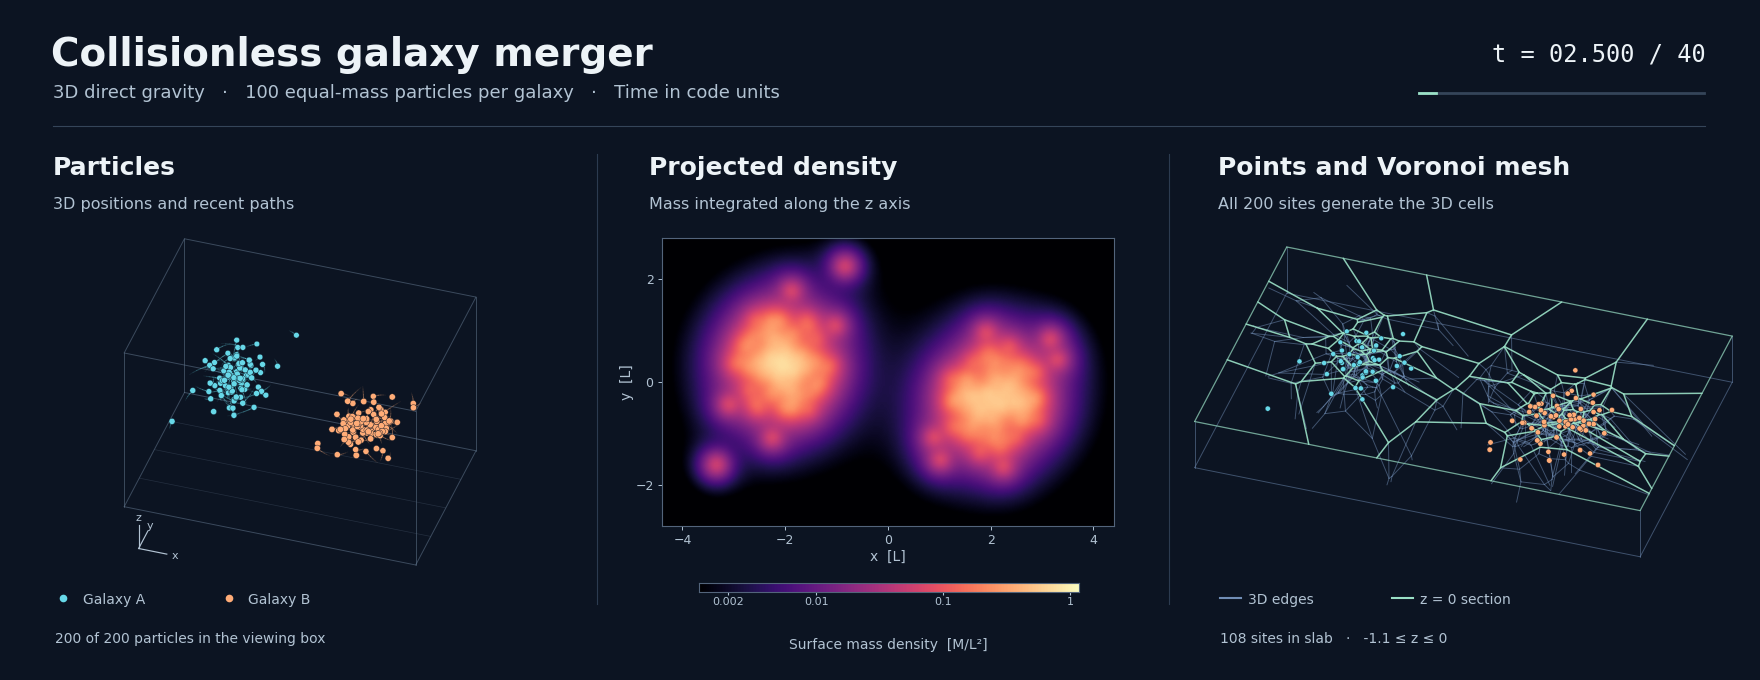 Collisionless galaxy merger
t = 02.500 / 40
3D direct gravity · 100 equal-mass particles per galaxy · Time in code units
Particles
3D positions and recent paths
z
y
x
Galaxy A
Galaxy B
200 of 200 particles in the viewing box
Projected density
Mass integrated along the z axis
y [L]
2
0
−2
−4
−2
0
2
4
x [L]
0.002
0.01
0.1
1
Surface mass density [M/L²]
Points and Voronoi mesh
All 200 sites generate the 3D cells
3D edges
z = 0 section
108 sites in slab · -1.1 ≤ z ≤ 0